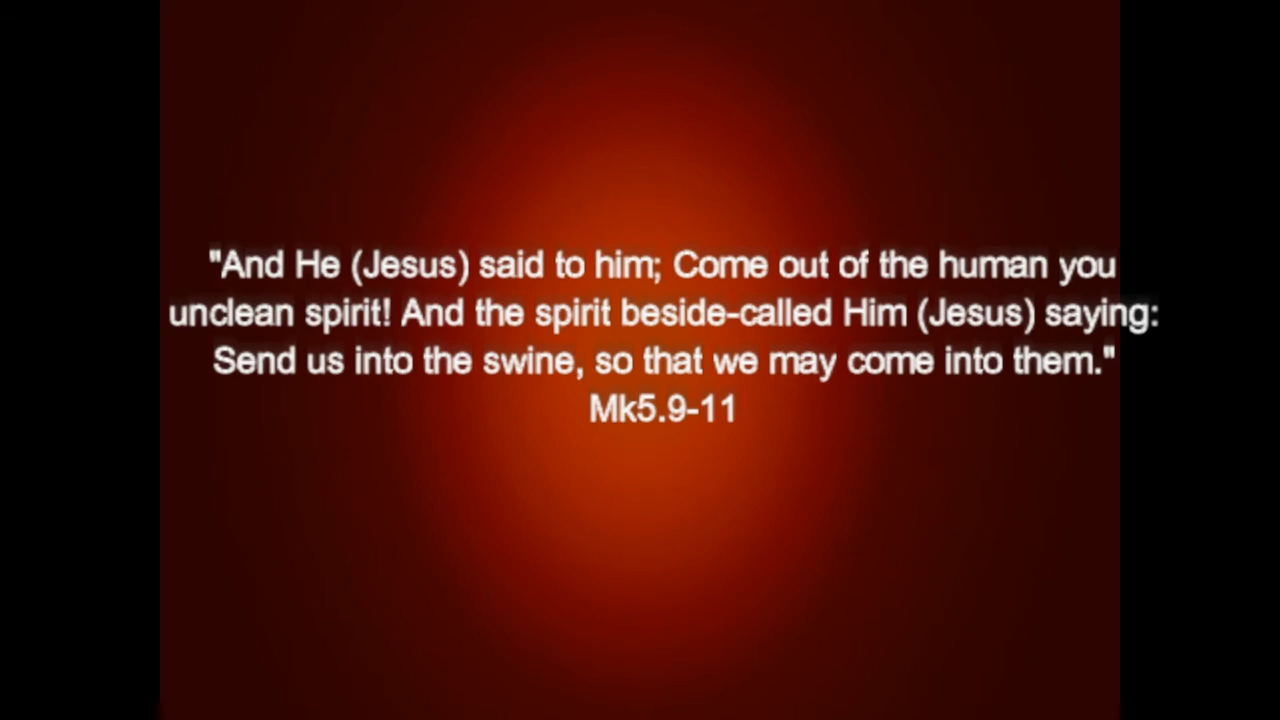 "And He (Jesus) said to him; Come out of the human you
unclean spirit! And the spirit beside-called Him (Jesus) saying:
Send us into the swine, so that we may come into them."
Mk5.9-11